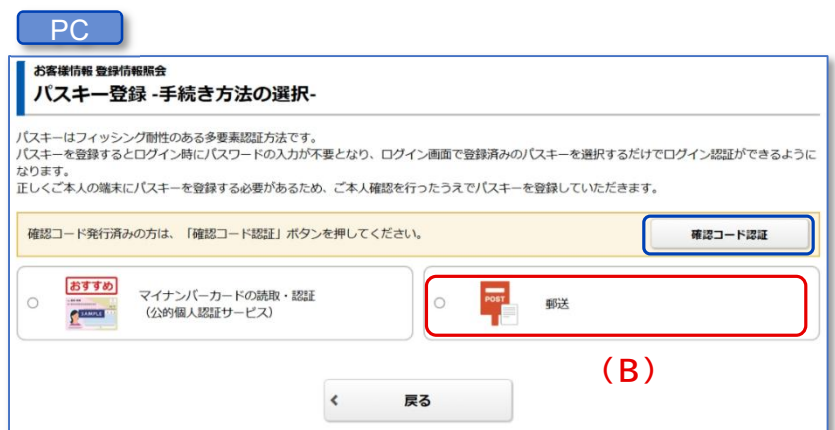 PC
お客様情報 登録情報照会
パスキー登録 -手続き方法の選択-
パスキーはフィッシング耐性のある多要素認証方法です。
パスキーを登録するとログイン時にパスワードの入力が不要となり、ログイン画面で登録済みのパスキーを選択するだけでログイン認証ができるように
なります。
正しくご本人の端末にパスキーを登録する必要があるため、ご本人確認を行ったうえでパスキーを登録していただきます。
確認コード発行済みの方は、「確認コード認証」ボタンを押してください。
確認コード認証
おすすめ
SAMPLE
マイナンバーカードの読取・認証
（公的個人認証サービス）
POST
郵送
（B）
戻る